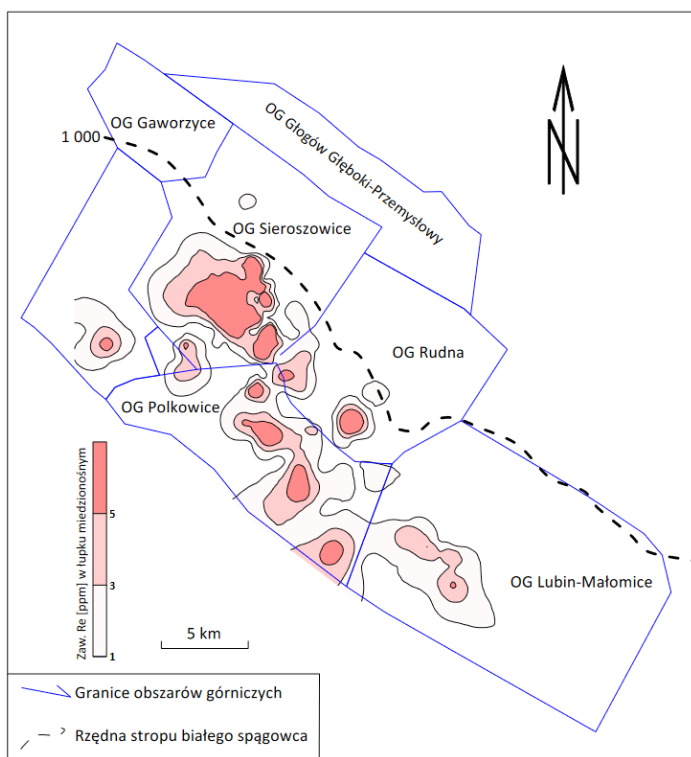 OG Gaworzyce
1 000
OG Głogów Głęboki-Przemysłowy
OG Sieroszowice
OG Rudna
OG Polkowice
OG Lubin-Małomice
Zaw. Re [ppm] w łupku miedzionośnym
5
3
1
5 km
N
Granice obszarów górniczych
Rzędna stropu białego spągowca